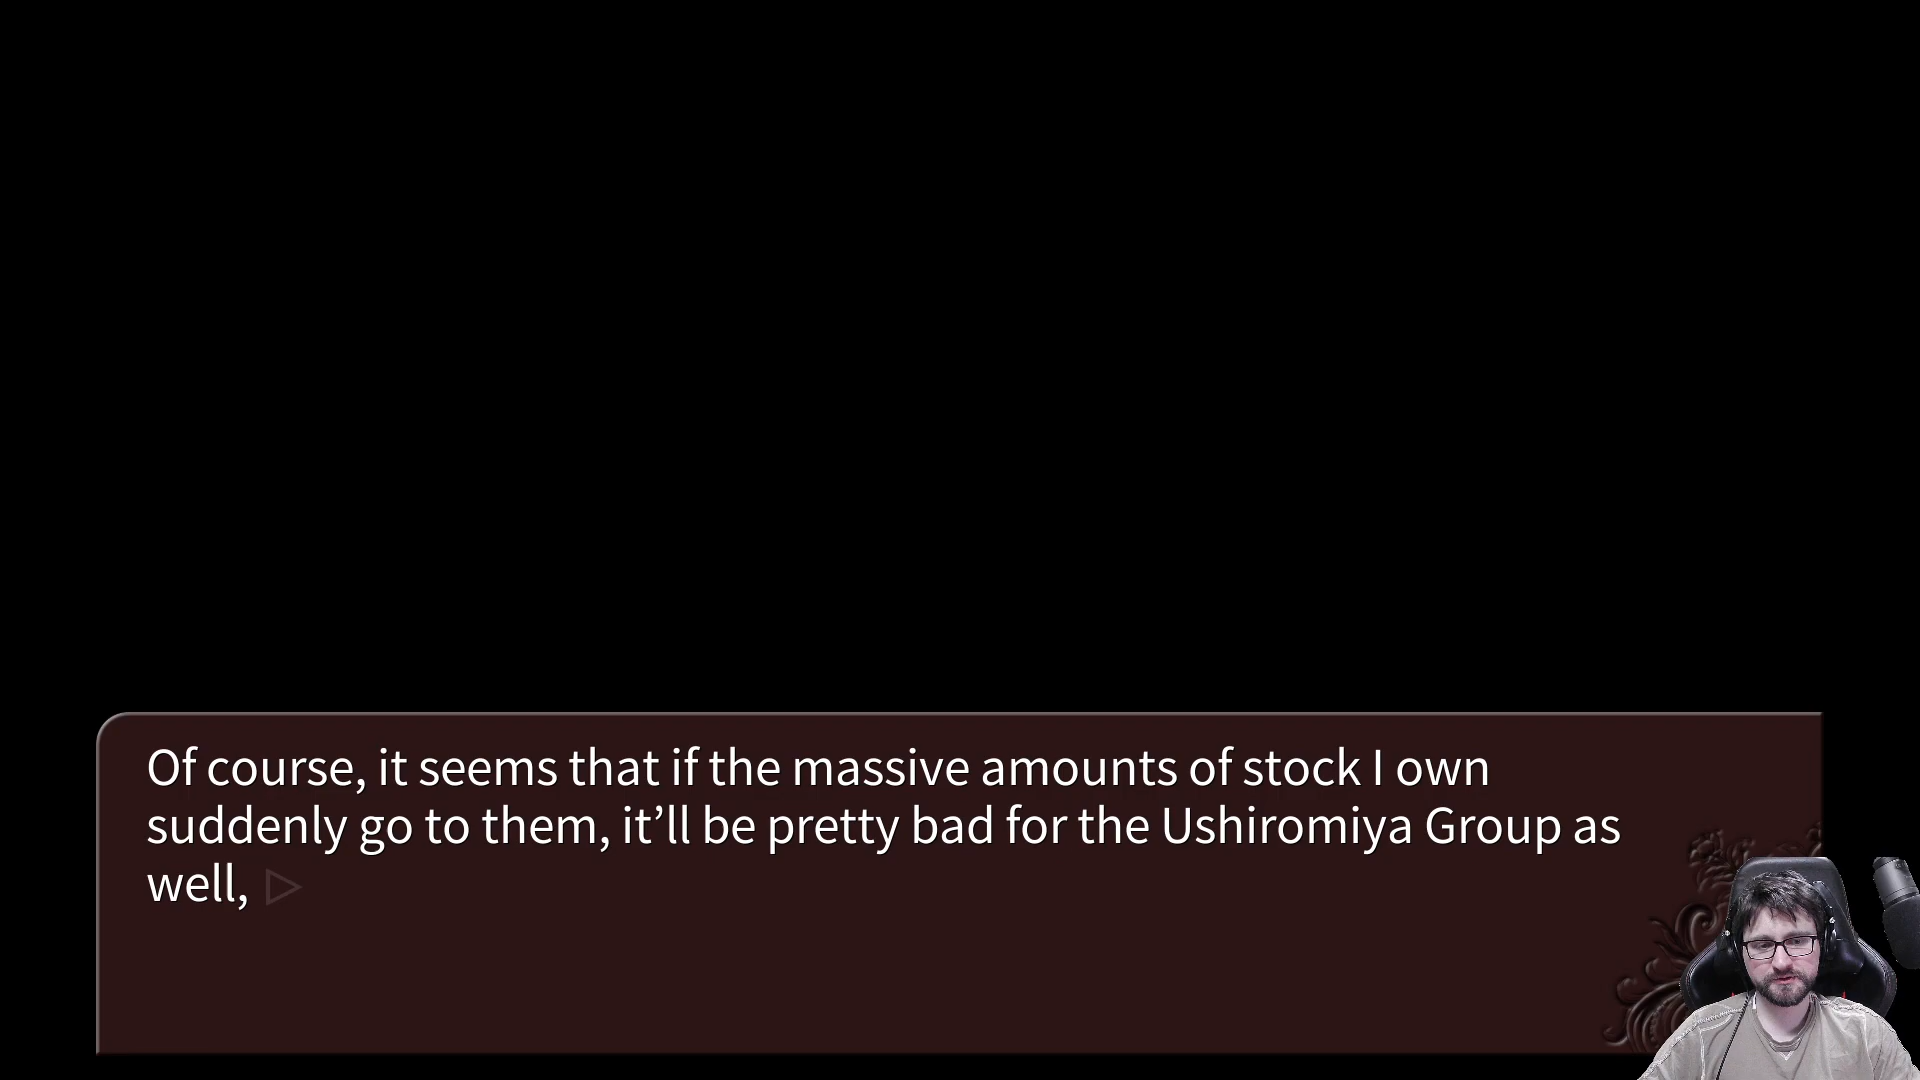 Of course, it seems that if the massive amounts of stock I own
suddenly go to them, it’ll be pretty bad for the Ushiromiya Group as
well,